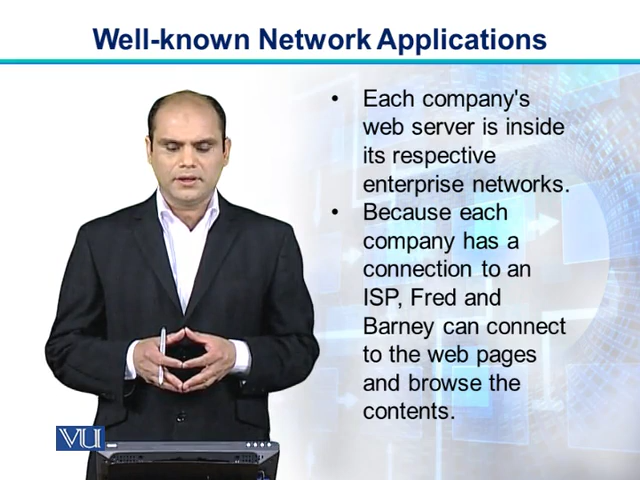 Well-known Network Applications
• Each company's
web server is inside
its respective
enterprise networks.
• Because each
company has a
connection to an
ISP, Fred and
Barney can connect
to the web pages
and browse the
contents.
VU